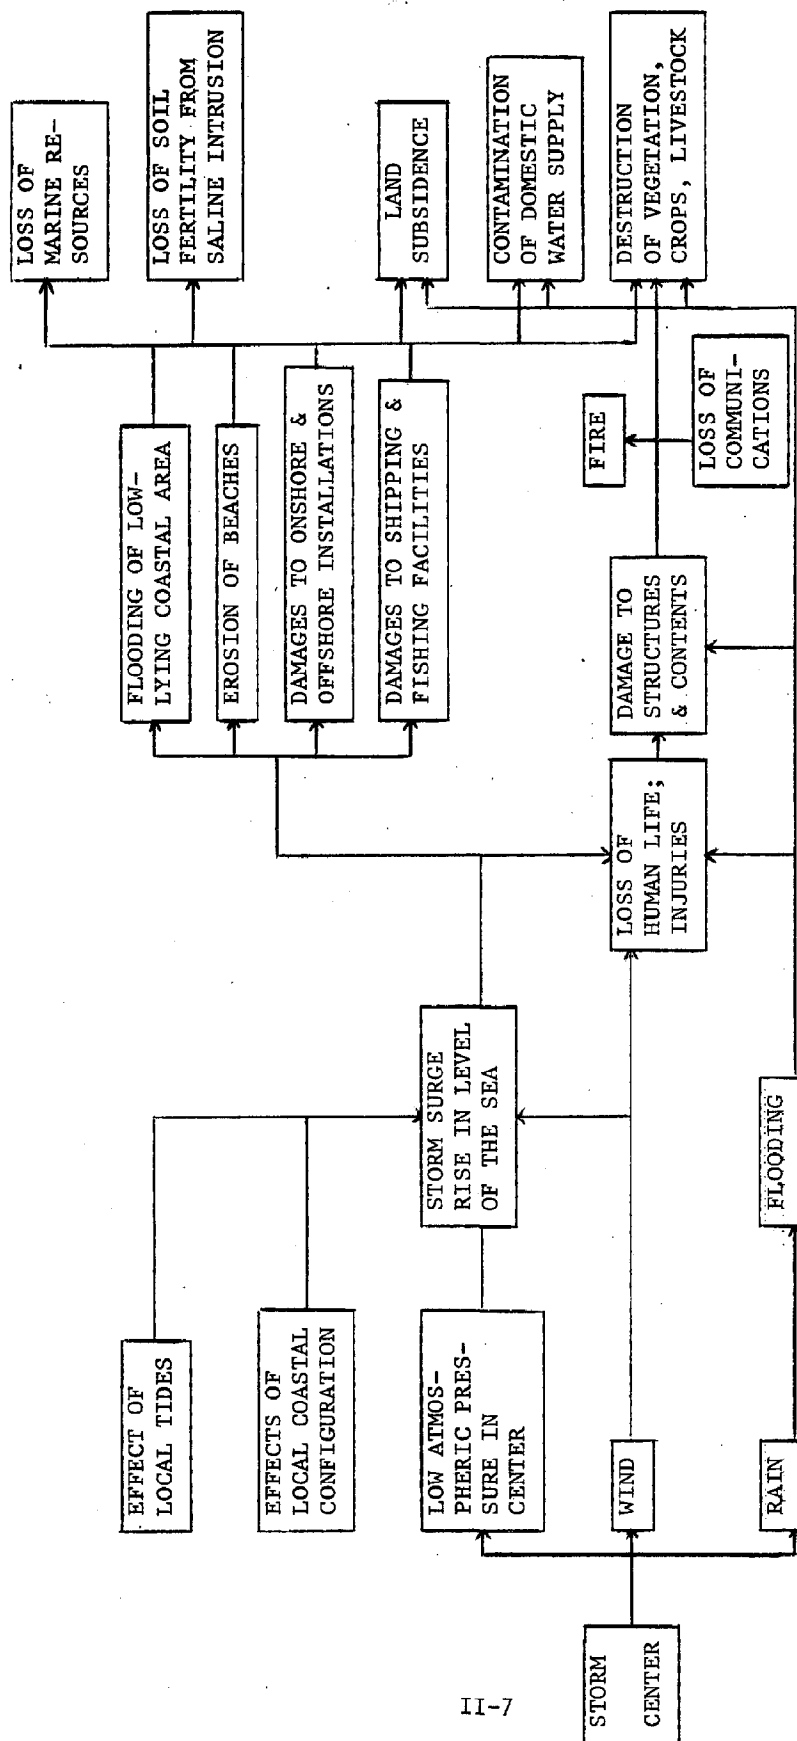 LOSS OF
MARINE RE-
SOURCES
LOSS OF SOIL
FERTILITY FROM
SALINE INTRUSION
LAND
SUBSIDENCE
CONTAMINATION
OF DOMESTIC
WATER SUPPLY
DESTRUCTION
OF VEGETATION,
CROPS, LIVESTOCK
FLOODING OF LOW-
LYING COASTAL AREA
EROSION OF BEACHES
DAMAGES TO ONSHORE &
OFFSHORE INSTALLATIONS
DAMAGES TO SHIPPING &
FISHING FACILITIES
FIRE
LOSS OF
COMMUNI-
CATIONS
DAMAGE TO
STRUCTURES
& CONTENTS
LOSS OF
HUMAN LIFE;
INJURIES
STORM SURGE
RISE IN LEVEL
OF THE SEA
FLOODING
EFFECT OF
LOCAL TIDES
EFFECTS OF
LOCAL COASTAL
CONFIGURATION
LOW ATMOS-
PHERIC PRES-
SURE IN
CENTER
WIND
RAIN
STORM
CENTER
II-7